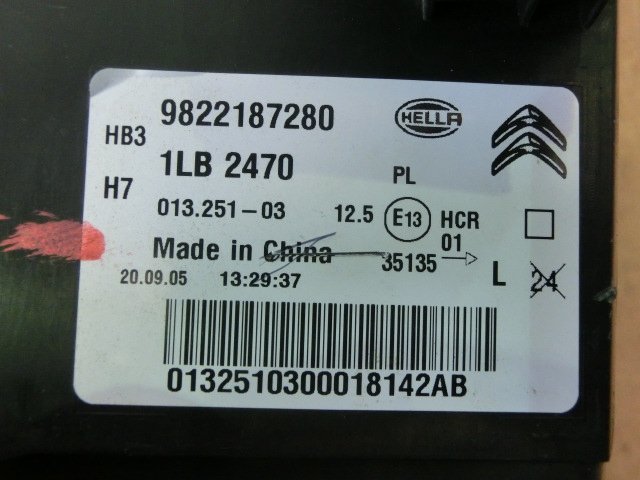 9822187280
HELLA
HB3
1LB 2470
PL
H7
013.251-03 12.5 E13 HCR
01
Made in China 35135 → L 24
20.09.05 13:29:37
0132510300018142AB